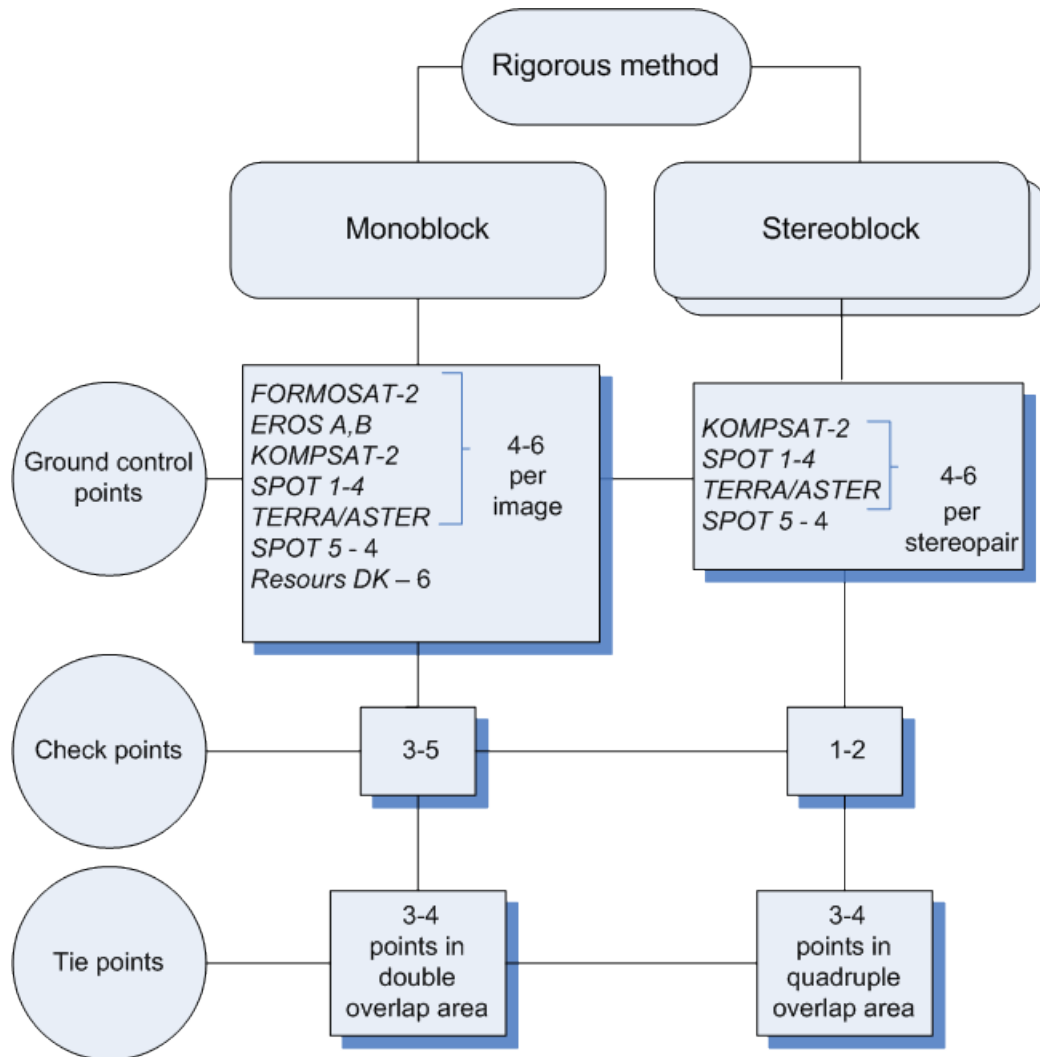 Rigorous method
Monoblock
Stereoblock
Ground control
points
FORMOSAT-2
EROS A,B
KOMPSAT-2
SPOT 1-4
TERRA/ASTER
SPOT 5 - 4
Resours DK – 6
4-6
per
image
KOMPSAT-2
SPOT 1-4
TERRA/ASTER
SPOT 5 - 4
4-6
per
stereopair
Check points
3-5
1-2
Tie points
3-4
points in
double
overlap area
3-4
points in
quadruple
overlap area